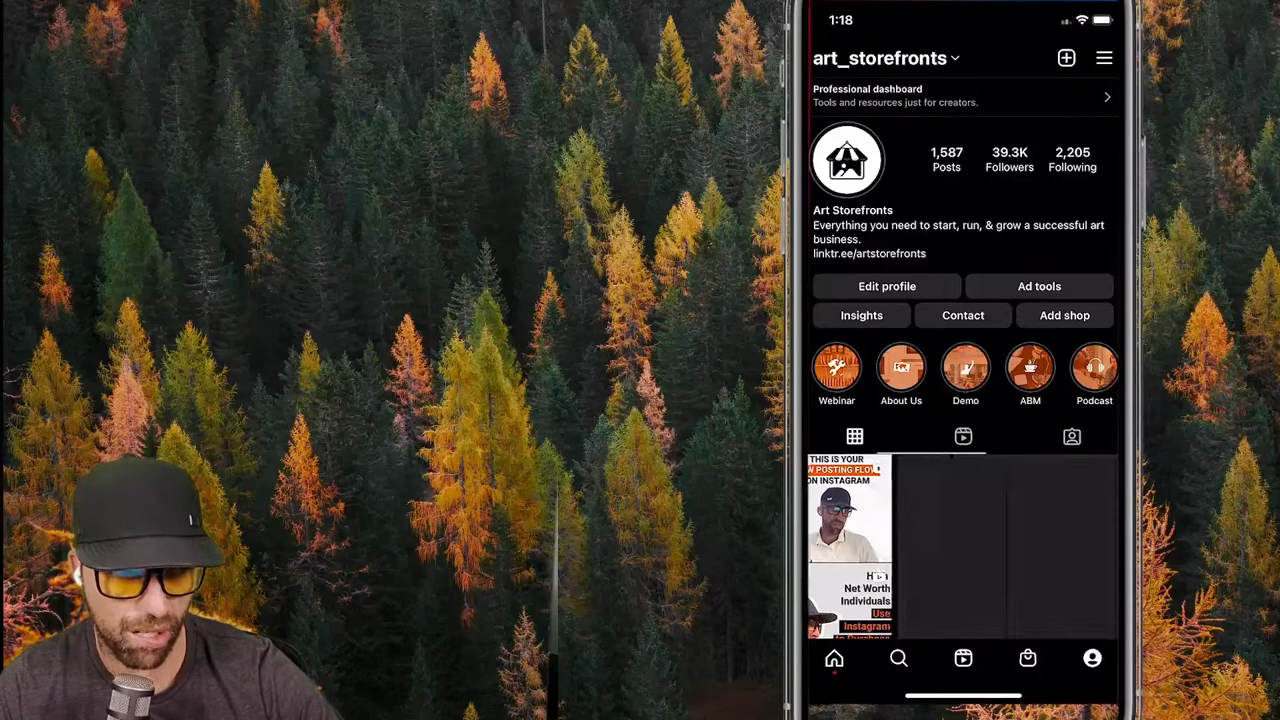 1:18
art_storefronts
Professional dashboard
Tools and resources just for creators.
1,587
Posts
39.3K
Followers
2,205
Following
Art Storefronts
Everything you need to start, run, & grow a successful art
business.
linktr.ee/artstorefronts
Edit profile
Ad tools
Insights
Contact
Add shop
Webinar
About Us
Demo
ABM
Podcast
THIS IS YOUR
POSTING
ON INSTAGRAM
Net Worth
Individuals
Use
Instagram